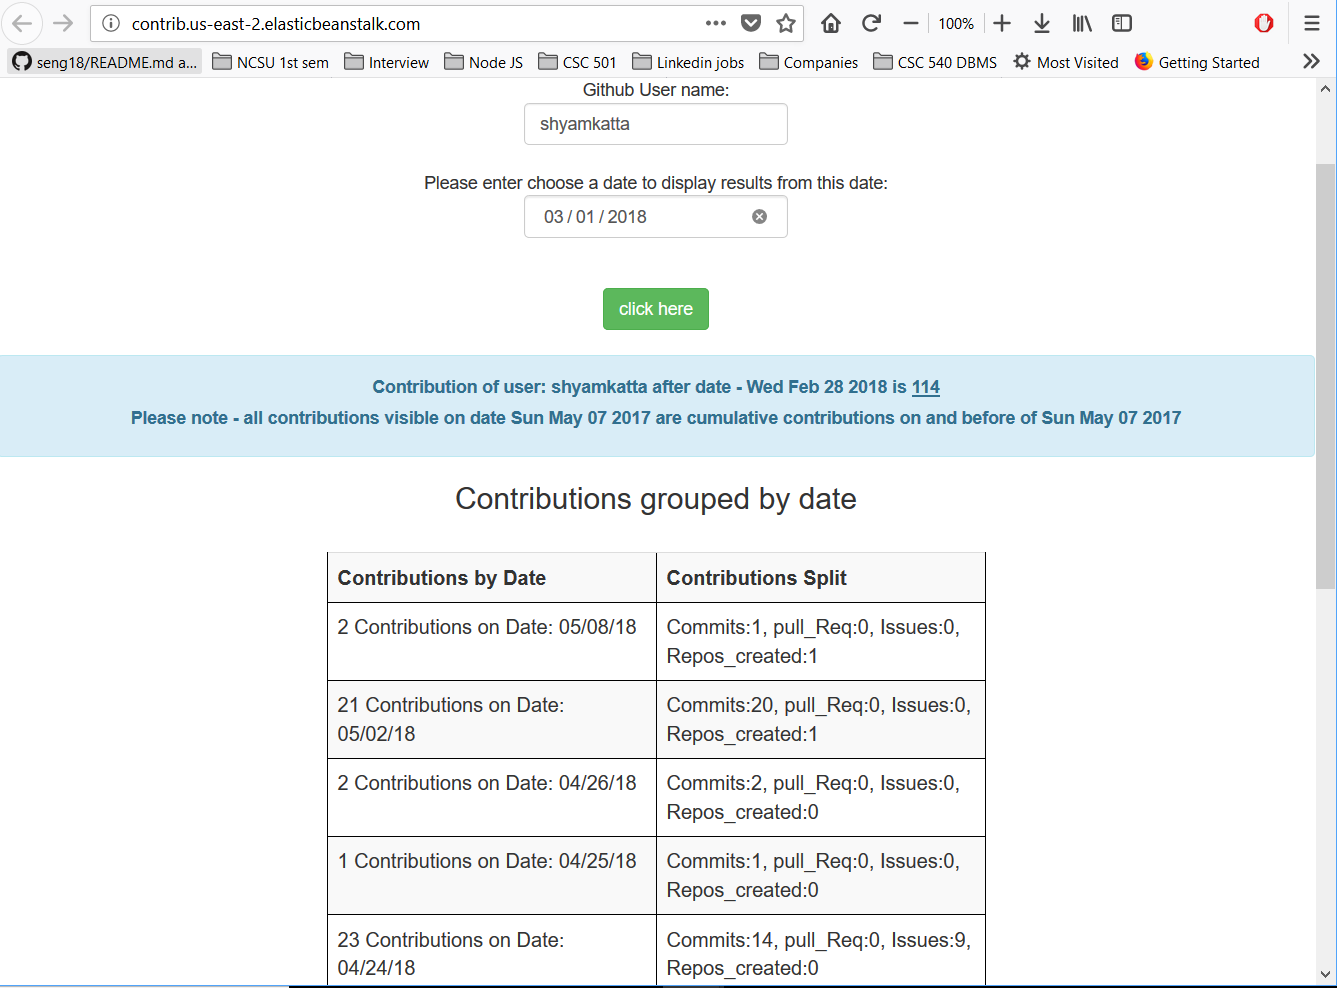 contrib.us-east-2.elasticbeanstalk.com
100%
seng18/README.md a...
NCSU 1st sem
Interview
Node JS
CSC 501
Linkedin jobs
Companies
CSC 540 DBMS
Most Visited
Getting Started
Github User name:
shyamkatta
Please enter choose a date to display results from this date:
03 / 01 / 2018
click here
Contribution of user: shyamkatta after date - Wed Feb 28 2018 is 114
Please note - all contributions visible on date Sun May 07 2017 are cumulative contributions on and before of Sun May 07 2017
Contributions grouped by date
Contributions by Date
Contributions Split
2 Contributions on Date: 05/08/18
Commits:1, pull_Req:0, Issues:0,
Repos_created:1
21 Contributions on Date:
05/02/18
Commits:20, pull_Req:0, Issues:0,
Repos_created:1
2 Contributions on Date: 04/26/18
Commits:2, pull_Req:0, Issues:0,
Repos_created:0
1 Contributions on Date: 04/25/18
Commits:1, pull_Req:0, Issues:0,
Repos_created:0
23 Contributions on Date:
04/24/18
Commits:14, pull_Req:0, Issues:9,
Repos_created:0